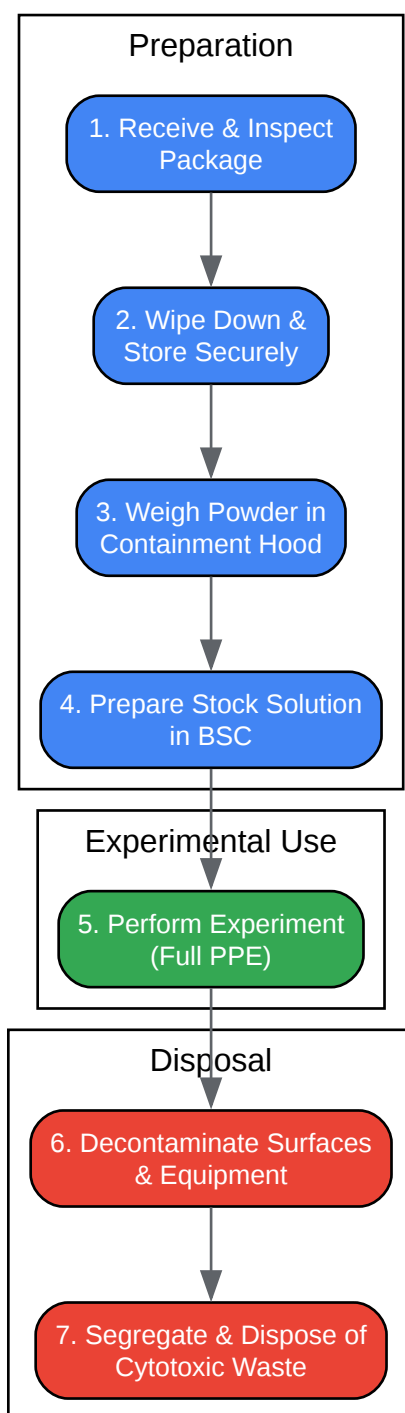 Preparation
1. Receive & Inspect
Package
2. Wipe Down &
Store Securely
3. Weigh Powder in
Containment Hood
4. Prepare Stock Solution
in BSC
Experimental Use
5. Perform Experiment
(Full PPE)
Disposal
6. Decontaminate Surfaces
& Equipment
7. Segregate & Dispose of
Cytotoxic Waste